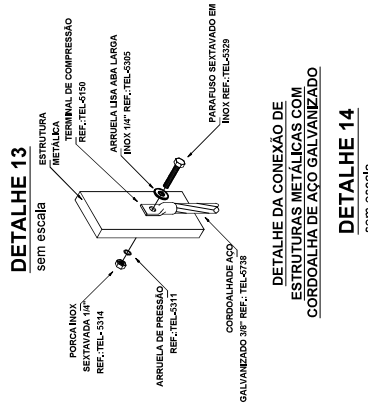 DETALHE 13
sem escala
ESTRUTURA
METÁLICA
TERMINAL DE COMPRESSÃO
REF.:TEL-5150
ARRUELA LISA ABA LARGA
INOX 1/4" REF.:TEL-5305
PARAFUSO SEXTAVADO EM
INOX REF.:TEL-5329
PORCA INOX
SEXTAVADA 1/4"
REF.:TEL- 5314
ARRUELA DE PRESSÃO
REF.:TEL-5311
CORDOALHADE AÇO
GALVANIZADO 3/8" REF.: TEL-5738
DETALHE DA CONEXÃO DE
ESTRUTURAS METÁLICAS COM
CORDOALHA DE AÇO GALVANIZADO
DETALHE 14
sem escala